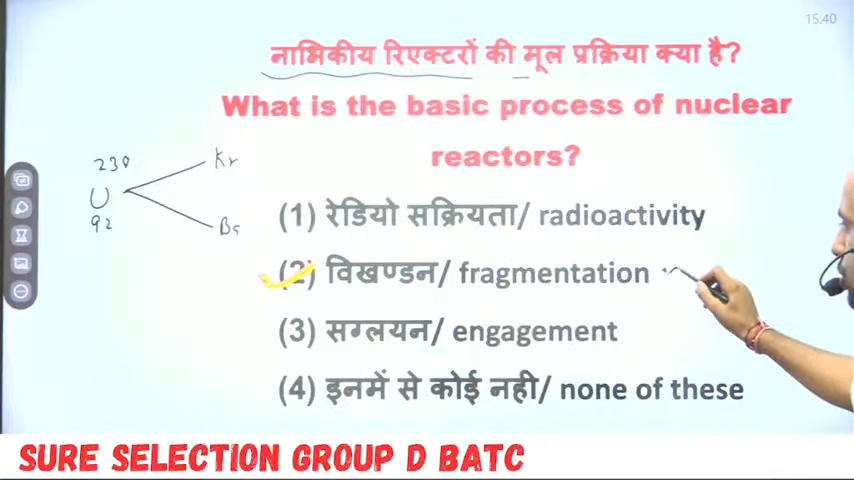 15:40
नाभिकीय रिएक्टरों की मूल प्रक्रिया क्या है?
What is the basic process of nuclear
reactors?
238
U
92
Kr
Ba
(1) रेडियो सक्रियता/ radioactivity
(2) विखण्डन/ fragmentation
(3) सग्लयन/ engagement
(4) इनमें से कोई नही/ none of these
SURE SELECTION GROUP D BATC